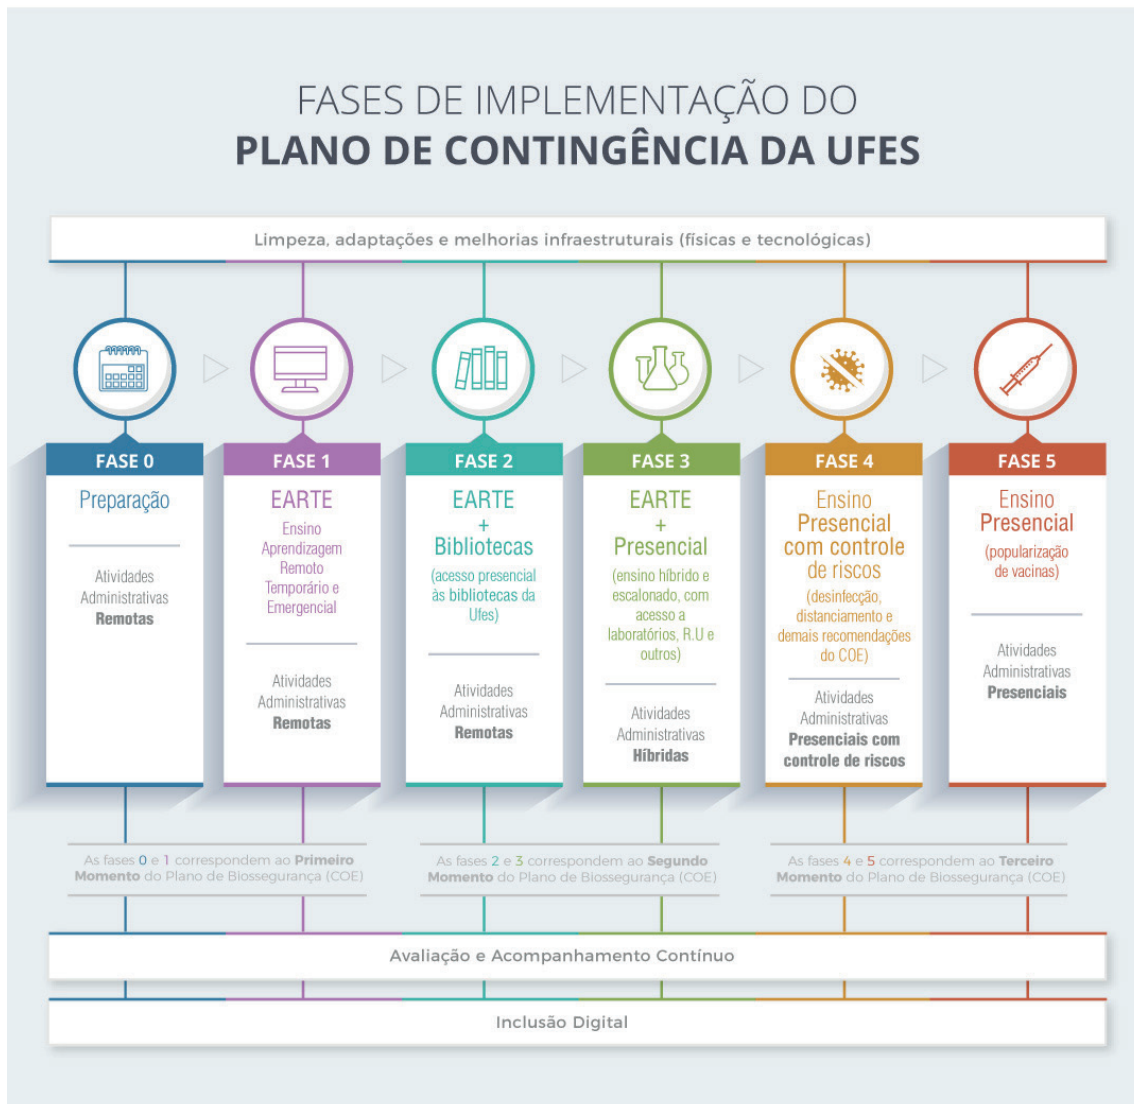 FASES DE IMPLEMENTAÇÃO DO
PLANO DE CONTINGÊNCIA DA UFES
Limpeza, adaptações e melhorias infraestruturais (físicas e tecnológicas)
FASE 0
Preparação
Atividades
Administrativas
Remotas
FASE 1
EARTE
Ensino
Aprendizagem
Remoto
Temporário e
Emergencial
Atividades
Administrativas
Remotas
FASE 2
EARTE
+
Bibliotecas
(acesso presencial
às bibliotecas da
Ufes)
Atividades
Administrativas
Remotas
FASE 3
EARTE
+
Presencial
(ensino híbrido e
escalonado, com
acesso a
laboratórios, R.U e
outros)
Atividades
Administrativas
Híbridas
FASE 4
Ensino
Presencial
com controle
de riscos
(desinfecção,
distanciamento e
demais recomendações
do COE)
Atividades
Administrativas
Presenciais com
controle de riscos
FASE 5
Ensino
Presencial
(popularização
de vacinas)
Atividades
Administrativas
Presenciais
As fases 0 e 1 correspondem ao Primeiro
Momento do Plano de Biossegurança (COE)
As fases 2 e 3 correspondem ao Segundo
Momento do Plano de Biossegurança (COE)
As fases 4 e 5 correspondem ao Terceiro
Momento do Plano de Biossegurança (COE)
Avaliação e Acompanhamento Contínuo
Inclusão Digital